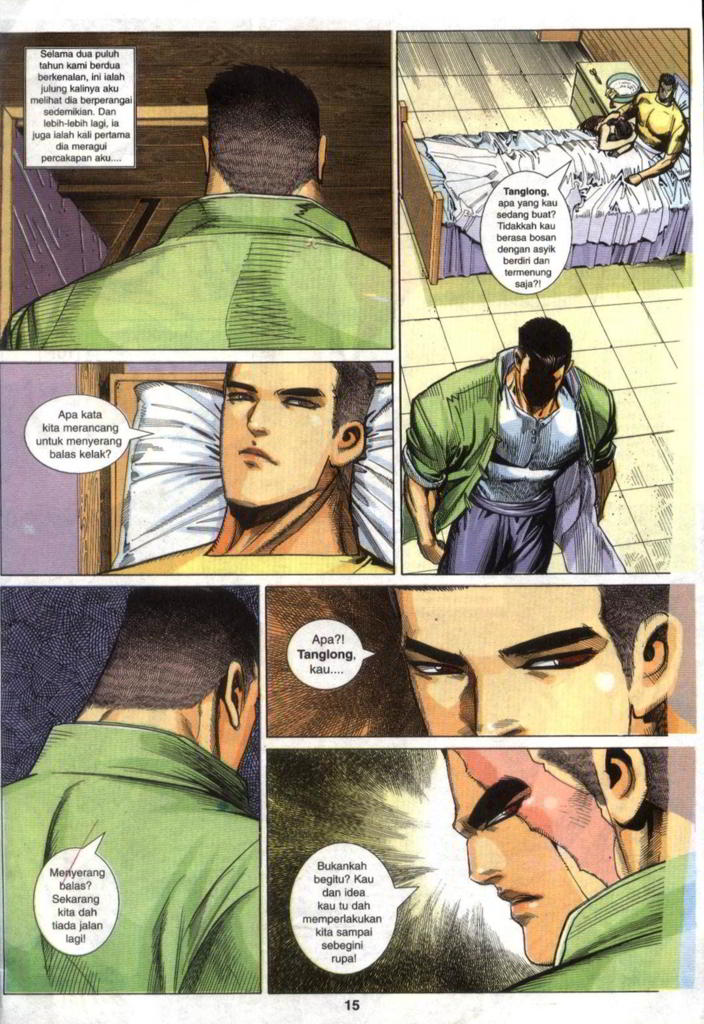 Selama dua puluh
tahun kami berdua
berkenalan, ini ialah
julung kalinya aku
melihat dia berperangai
sedemikian. Dan
lebih-lebih lagi, ia
juga ialah kali pertama
dia meragui
percakapan aku....
Tanglong,
apa yang kau
sedang buat?
Tidakkah kau
berasa bosan
dengan asyik
berdiri dan
termenung
saja?!
Apa kata
kita merancang
untuk menyerang
balas kelak?
Menyerang
balas?
Sekarang
kita dah
tiada jalan
lagi!
Apa?!
Tanglong,
kau....
Bukankah
begitu? Kau
dan idea
kau tu dah
memperlakukan
kita sampai
sebegini
rupa!
15